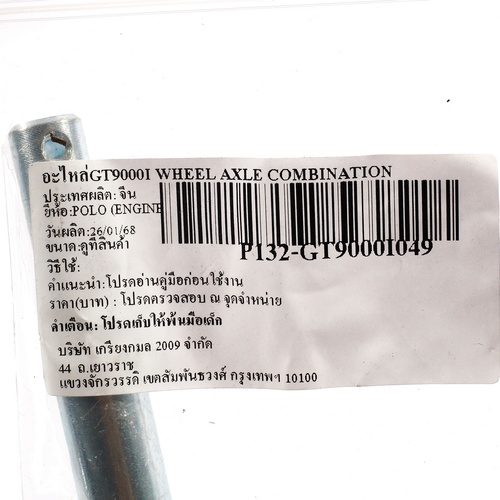 อะไหล่GT9000I WHEEL AXLE COMBINATION
ประเทศผลิต: จีน
ยี่ห้อ:POLO (ENGINE
วันผลิต:26/01/68
ขนาด:ดูที่สินค้า
P132-GT9000I049
วิธีใช้:
คำแนะนำ:โปรดอ่านคู่มือก่อนใช้งาน
ราคา(บาท) : โปรดตรวจสอบ ณ จุดจำหน่าย
คำเตือน: โปรดเก็บให้พ้นมือเด็ก
บริษัท เกรียงกมล 2009 จำกัด
44 ถ.เยาวราช
แขวงจักรวรรดิ เขตสัมพันธวงศ์ กรุงเทพฯ 10100